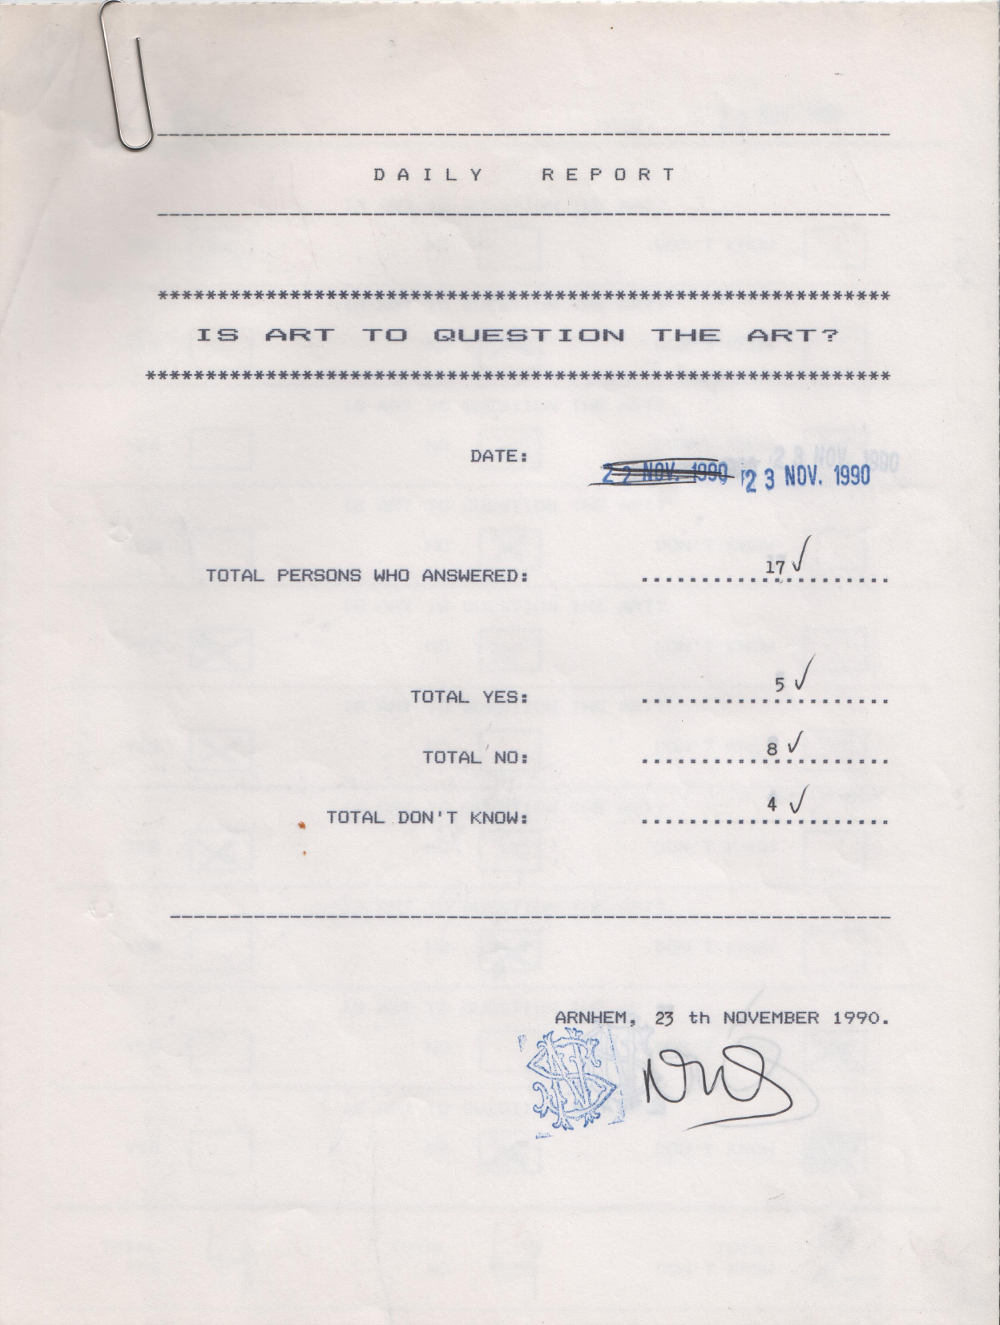 DAILY REPORT
IS ART TO QUESTION THE ART?
DATE: 22 NOV. 1990 23 NOV. 1990
TOTAL PERSONS WHO ANSWERED: 17
TOTAL YES: 5
TOTAL NO: 8
TOTAL DON'T KNOW: 4
ARNHEM, 23 th NOVEMBER 1990.